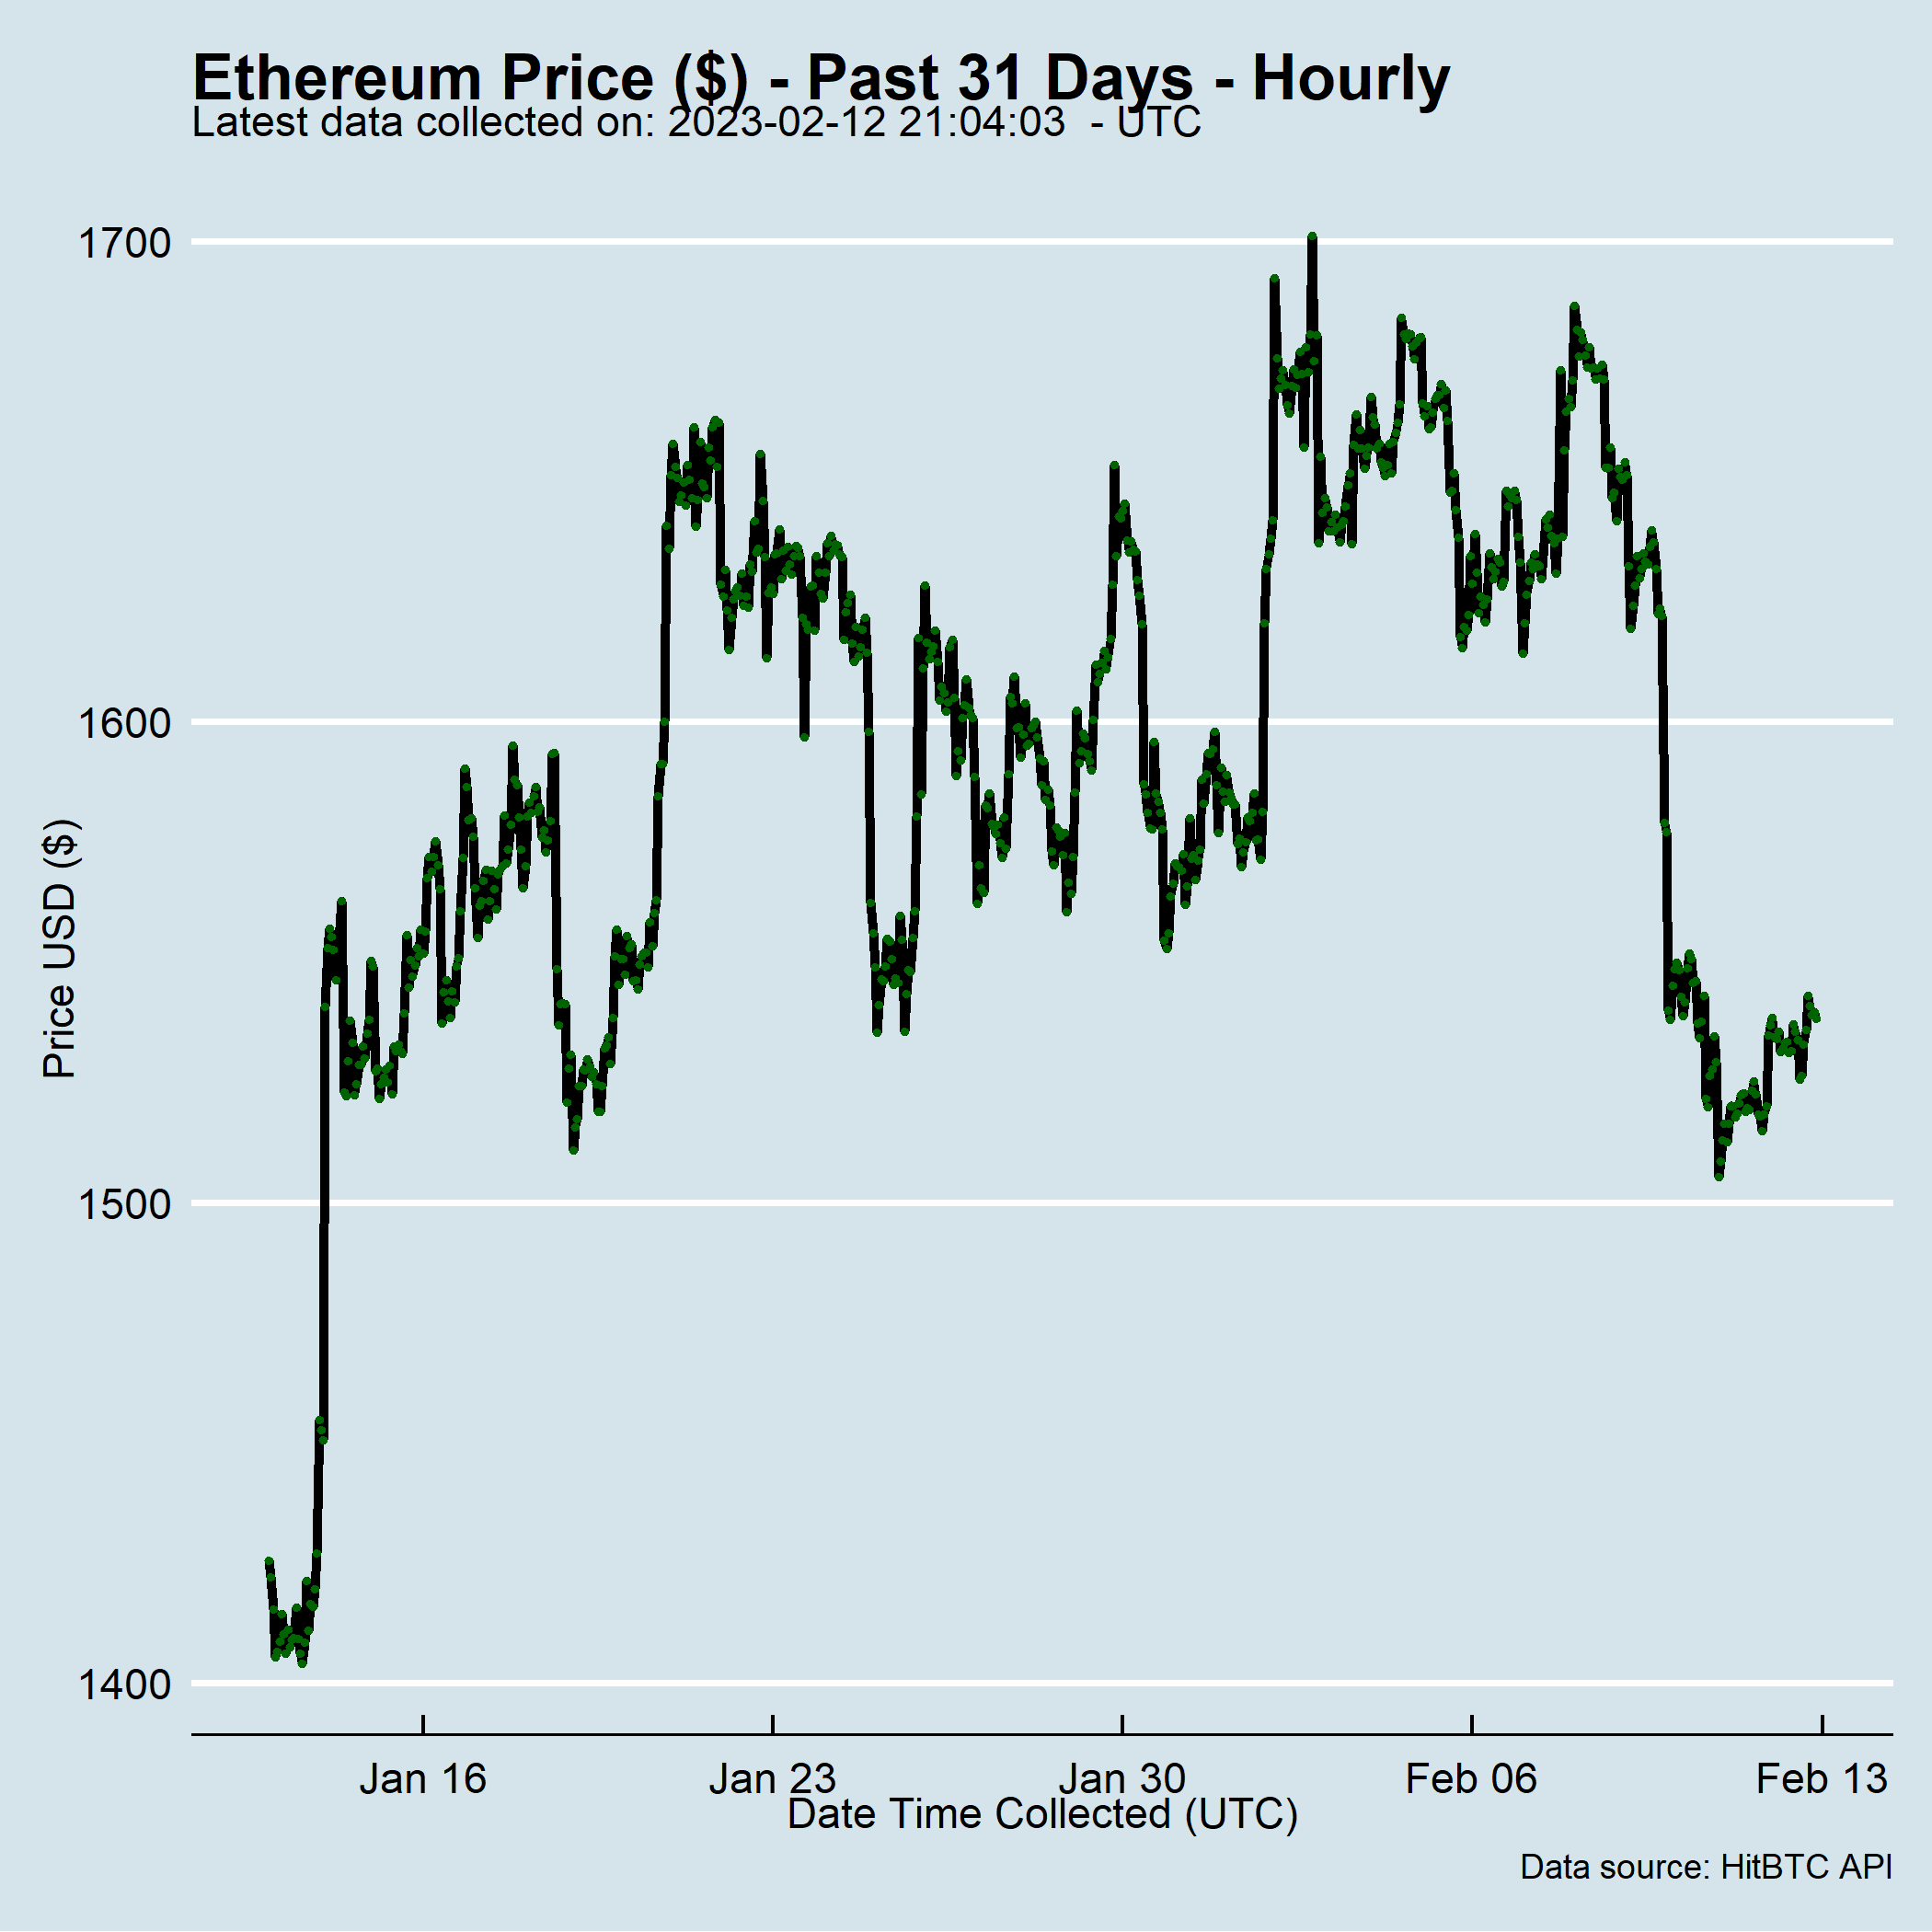 Ethereum Price ($) - Past 31 Days - Hourly
Latest data collected on: 2023-02-12 21:04:03  - UTC
1700
1600
1500
1400
Price USD ($)
Jan 16
Jan 23
Jan 30
Feb 06
Feb 13
Date Time Collected (UTC)
Data source: HitBTC API